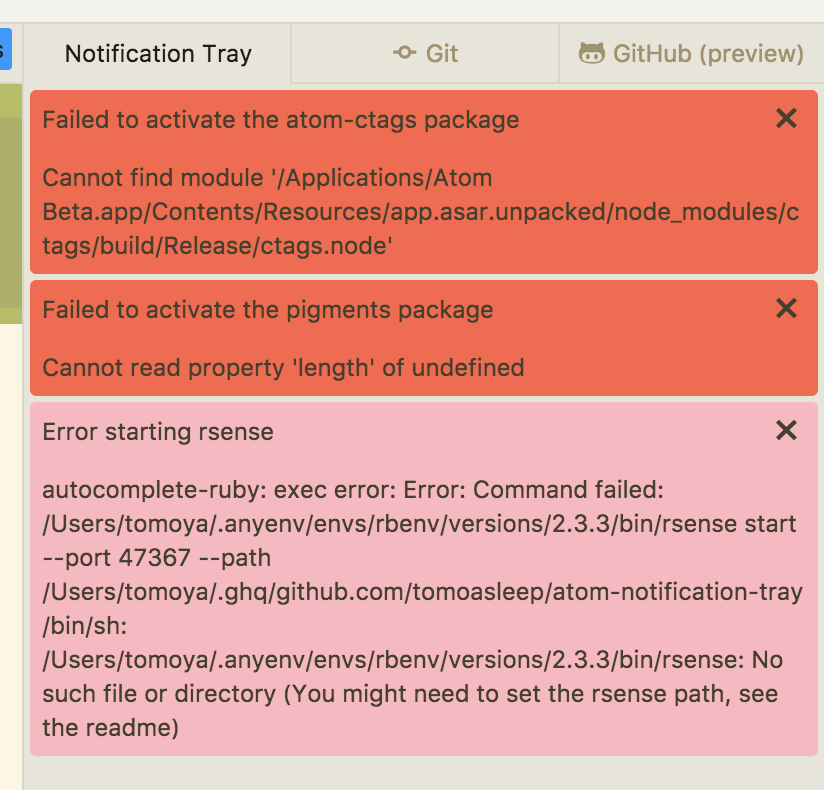 Notification Tray
Git
GitHub (preview)
Failed to activate the atom-ctags package
Cannot find module '/Applications/Atom
Beta.app/Contents/Resources/app.asar.unpacked/node_modules/c
tags/build/Release/ctags.node'
Failed to activate the pigments package
Cannot read property 'length' of undefined
Error starting rsense
autocomplete-ruby: exec error: Error: Command failed:
/Users/tomoya/.anyenv/envs/rbenv/versions/2.3.3/bin/rsense start
--port 47367 --path
/Users/tomoya/.ghq/github.com/tomoasleep/atom-notification-tray
/bin/sh:
/Users/tomoya/.anyenv/envs/rbenv/versions/2.3.3/bin/rsense: No
such file or directory (You might need to set the rsense path, see
the readme)